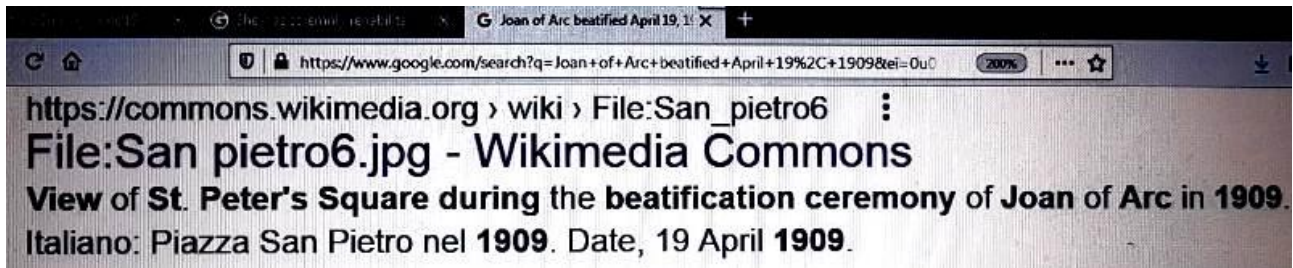 Joan of Arc beatified April 19, 1
https://www.google.com/search?q=Joan+of+Arc+beatified+April+19%2C+1909&ei=0u0
200%
https://commons.wikimedia.org › wiki › File:San_pietro6
File:San pietro6.jpg - Wikimedia Commons
View of St. Peter's Square during the beatification ceremony of Joan of Arc in 1909.
Italiano: Piazza San Pietro nel 1909. Date, 19 April 1909.